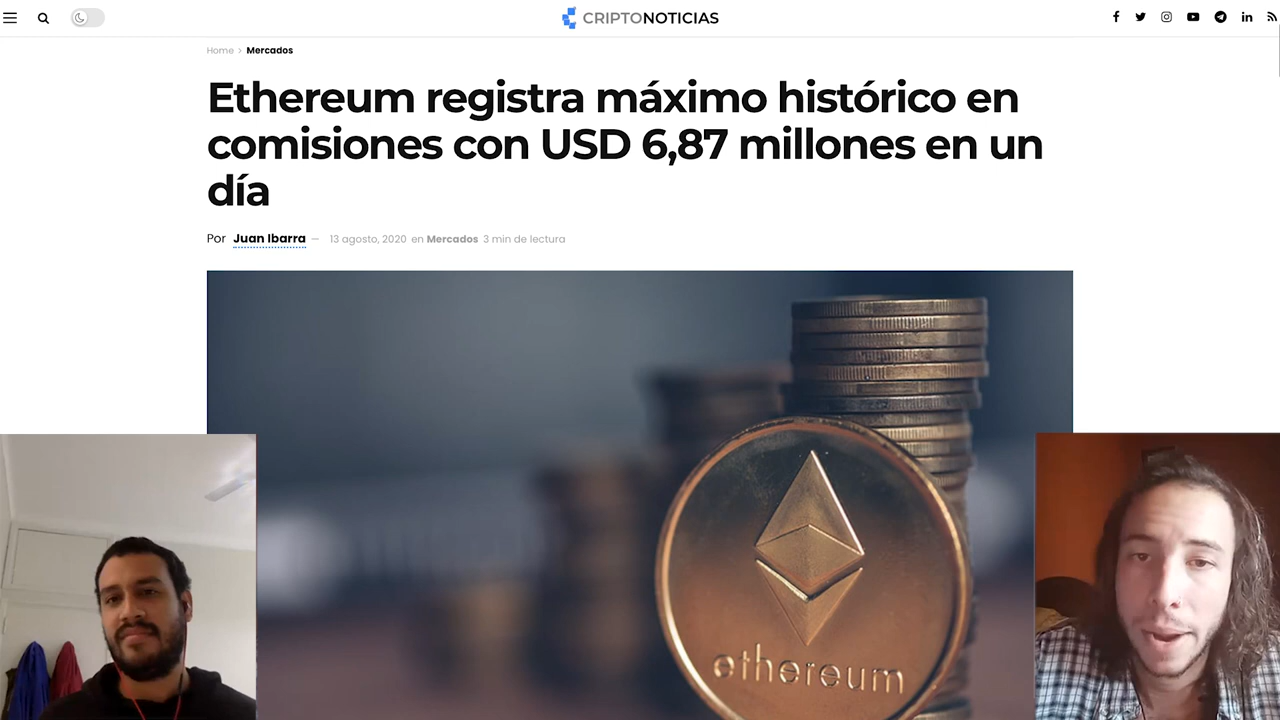 CRIPTONOTICIAS
Home > Mercados
Ethereum registra máximo histórico en
comisiones con USD 6,87 millones en un
día
Por Juan Ibarra — 13 agosto, 2020 en Mercados 3 min de lectura
ethereum